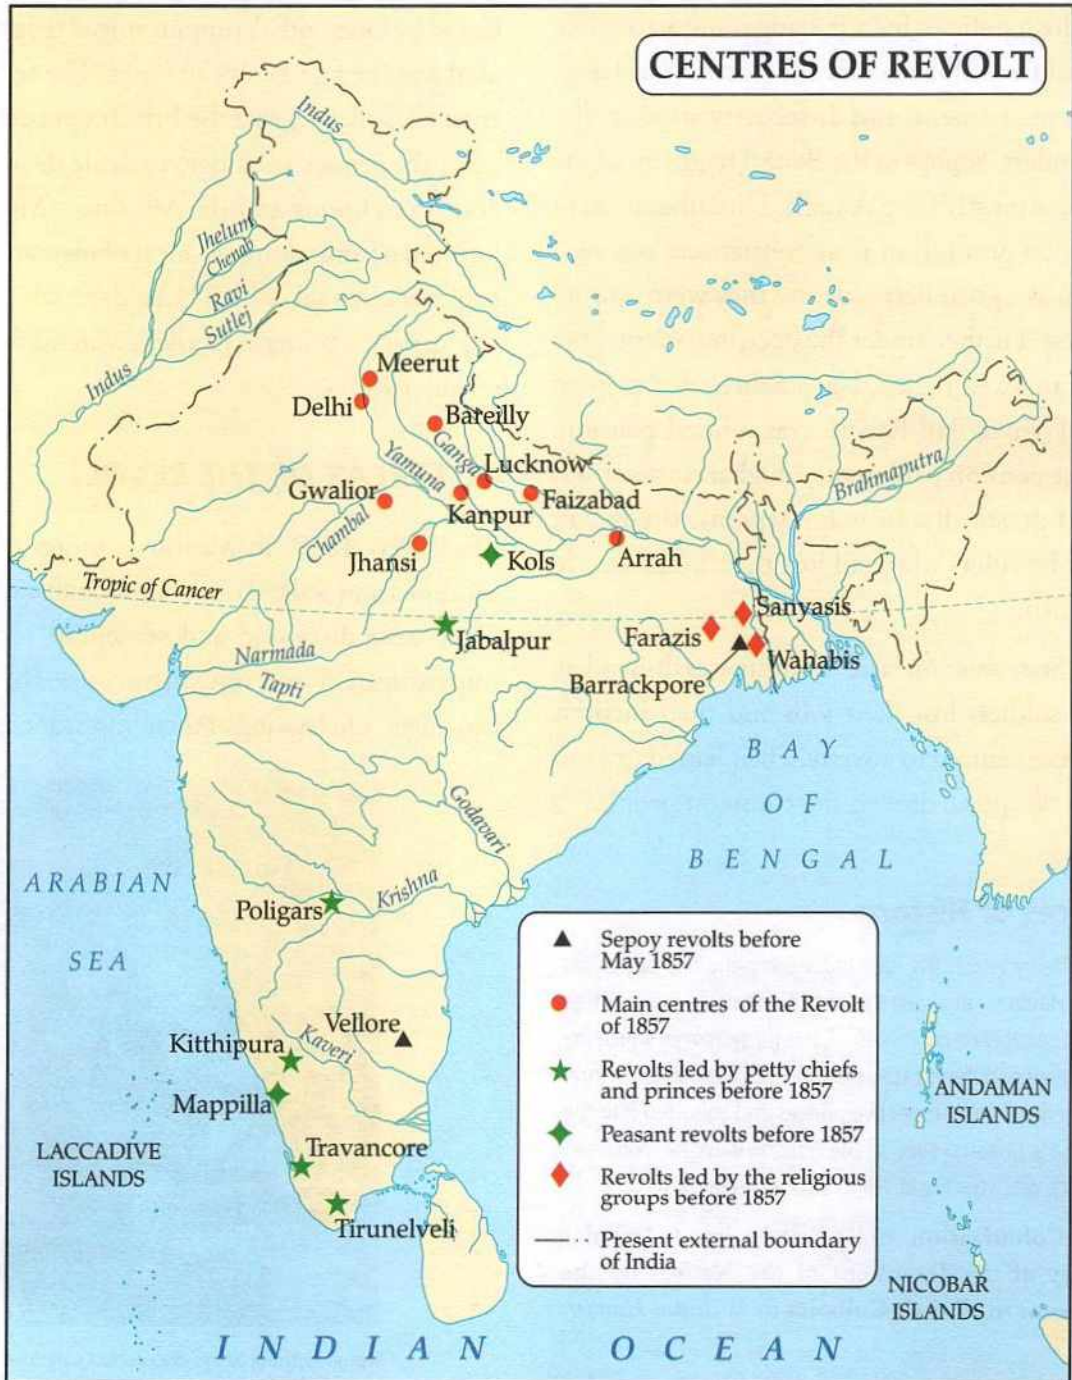 CENTRES OF REVOLT
Indus
Jhelum
Chenab
Ravi
Sutlej
Indus
Meerut
Delhi
Bareilly
Ganga
Yamuna
Lucknow
Gwalior
Faizabad
Kanpur
Chambal
Brahmaputra
Jhansi
Kols
Arrah
Tropic of Cancer
Sanyasis
Farazis
Jabalpur
Wahabis
Narmada
Tapti
Barrackpore
BAY
OF
BENGAL
Godavari
ARABIAN
SEA
Krishna
Poligars
Vellore
Kaveri
Kitthipura
Mappilla
LACCADIVE
ISLANDS
Travancore
Tirunelveli
Sepoy revolts before
May 1857
Main centres of the Revolt
of 1857
Revolts led by petty chiefs
and princes before 1857
Peasant revolts before 1857
Revolts led by the religious
groups before 1857
Present external boundary
of India
ANDAMAN
ISLANDS
NICOBAR
ISLANDS
INDIAN OCEAN